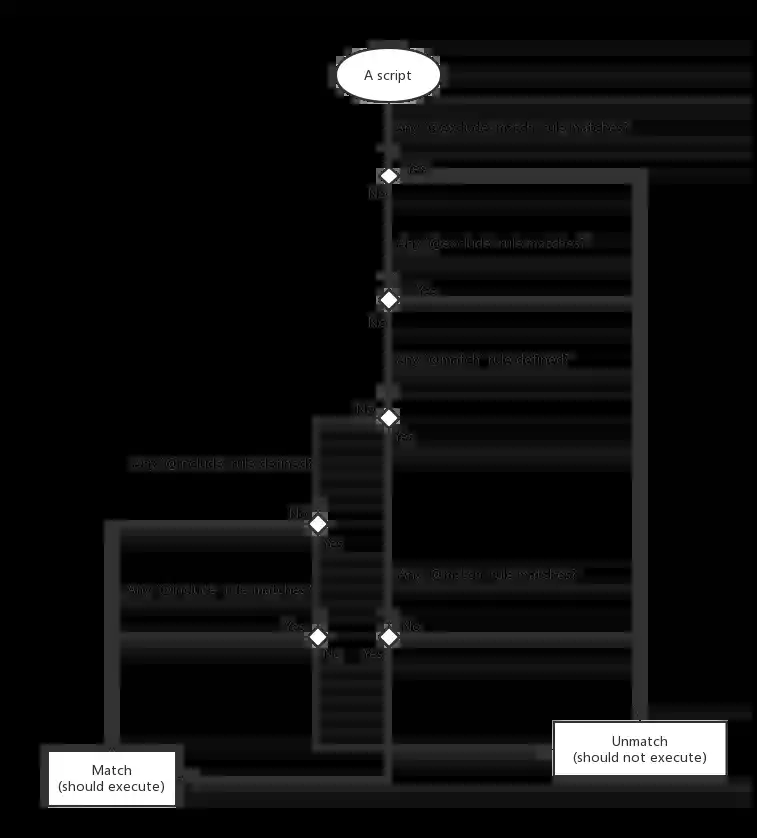 A script
Any @exclude-match rule matches?
Yes
No
Any @exclude rule matches?
Yes
No
Any @match rule defined?
No
Yes
Any @include rule defined?
No
Yes
Any @match rule matches?
Any @include rule matches?
Yes
No
No
Yes
Unmatch
(should not execute)
Match
(should execute)